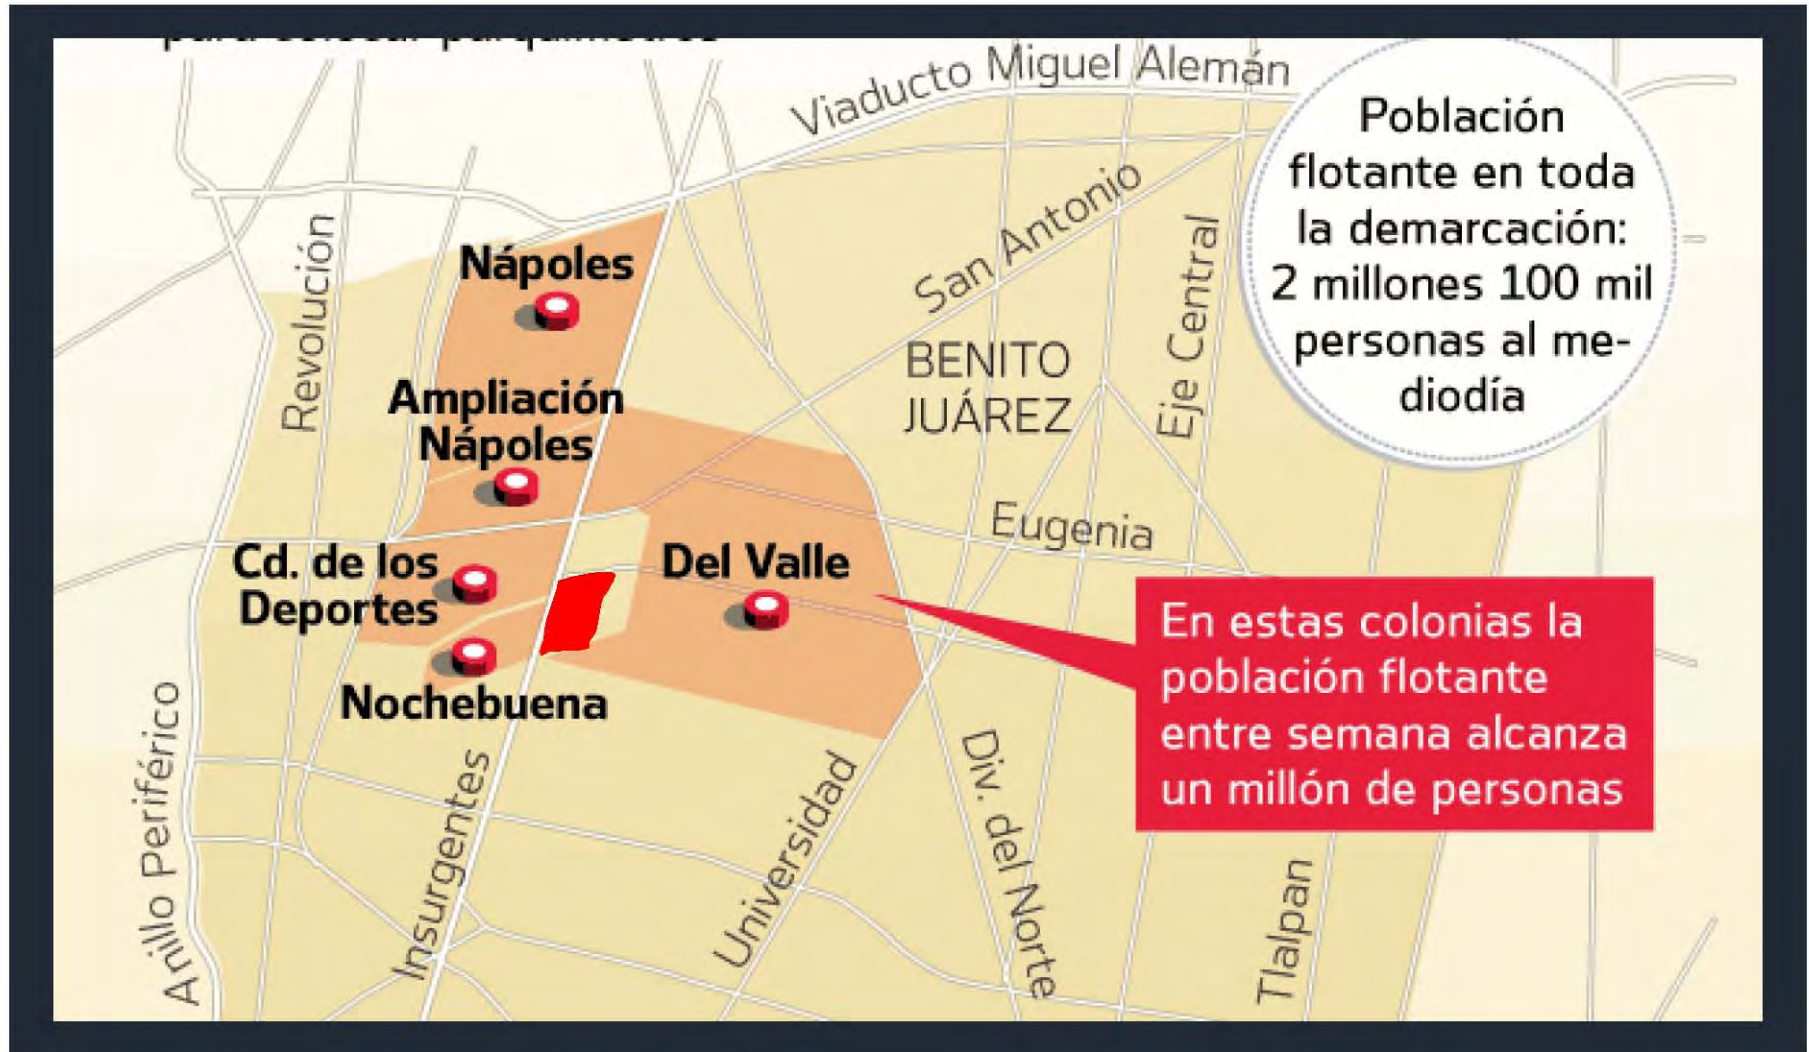 Viaducto Miguel Alemán
Población
flotante en toda
la demarcación:
2 millones 100 mil
personas al me-
diodía
San Antonio
Revolución
Nápoles
Eje Central
BENITO
JUÁREZ
Ampliación
Nápoles
Eugenia
Cd. de los
Deportes
Del Valle
Nochebuena
En estas colonias la
población flotante
entre semana alcanza
un millón de personas
Anillo Periférico
Insurgentes
Universidad
Div. del Norte
Tlalpan